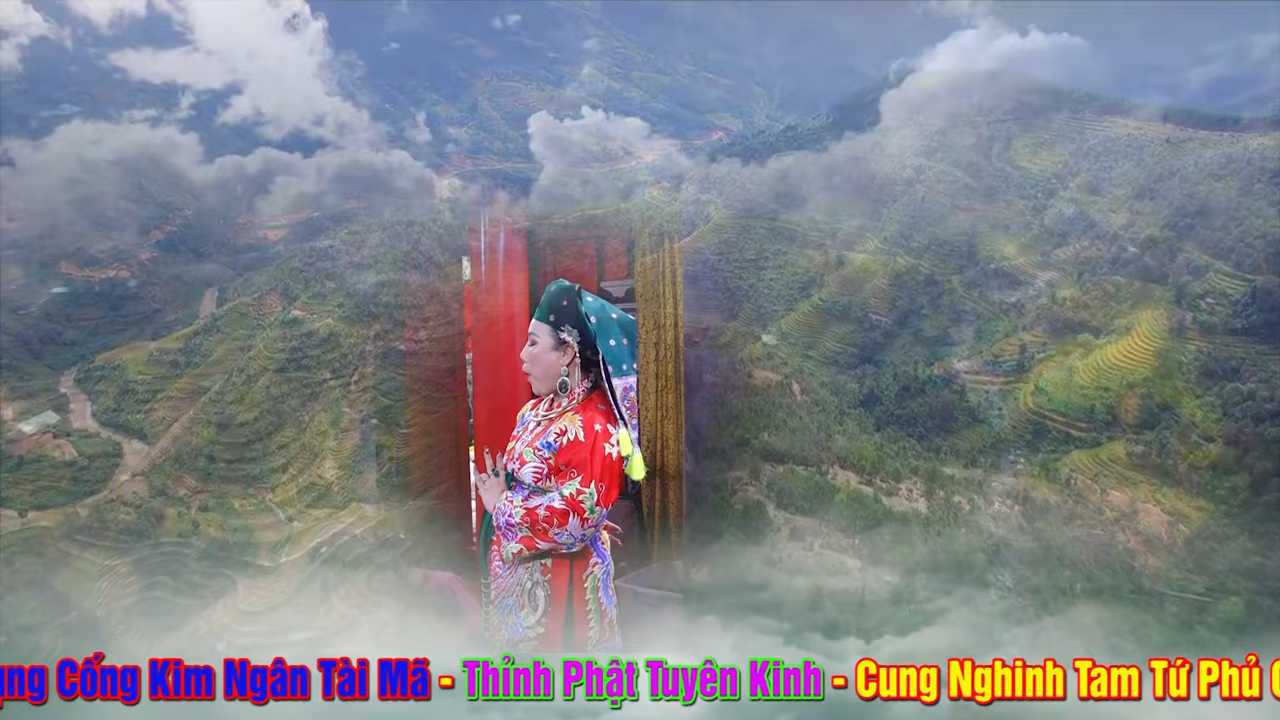 Cống Kim Ngân Tài Mã - Thỉnh Phật Tuyên Kinh - Cung Nghinh Tam Tứ Phủ